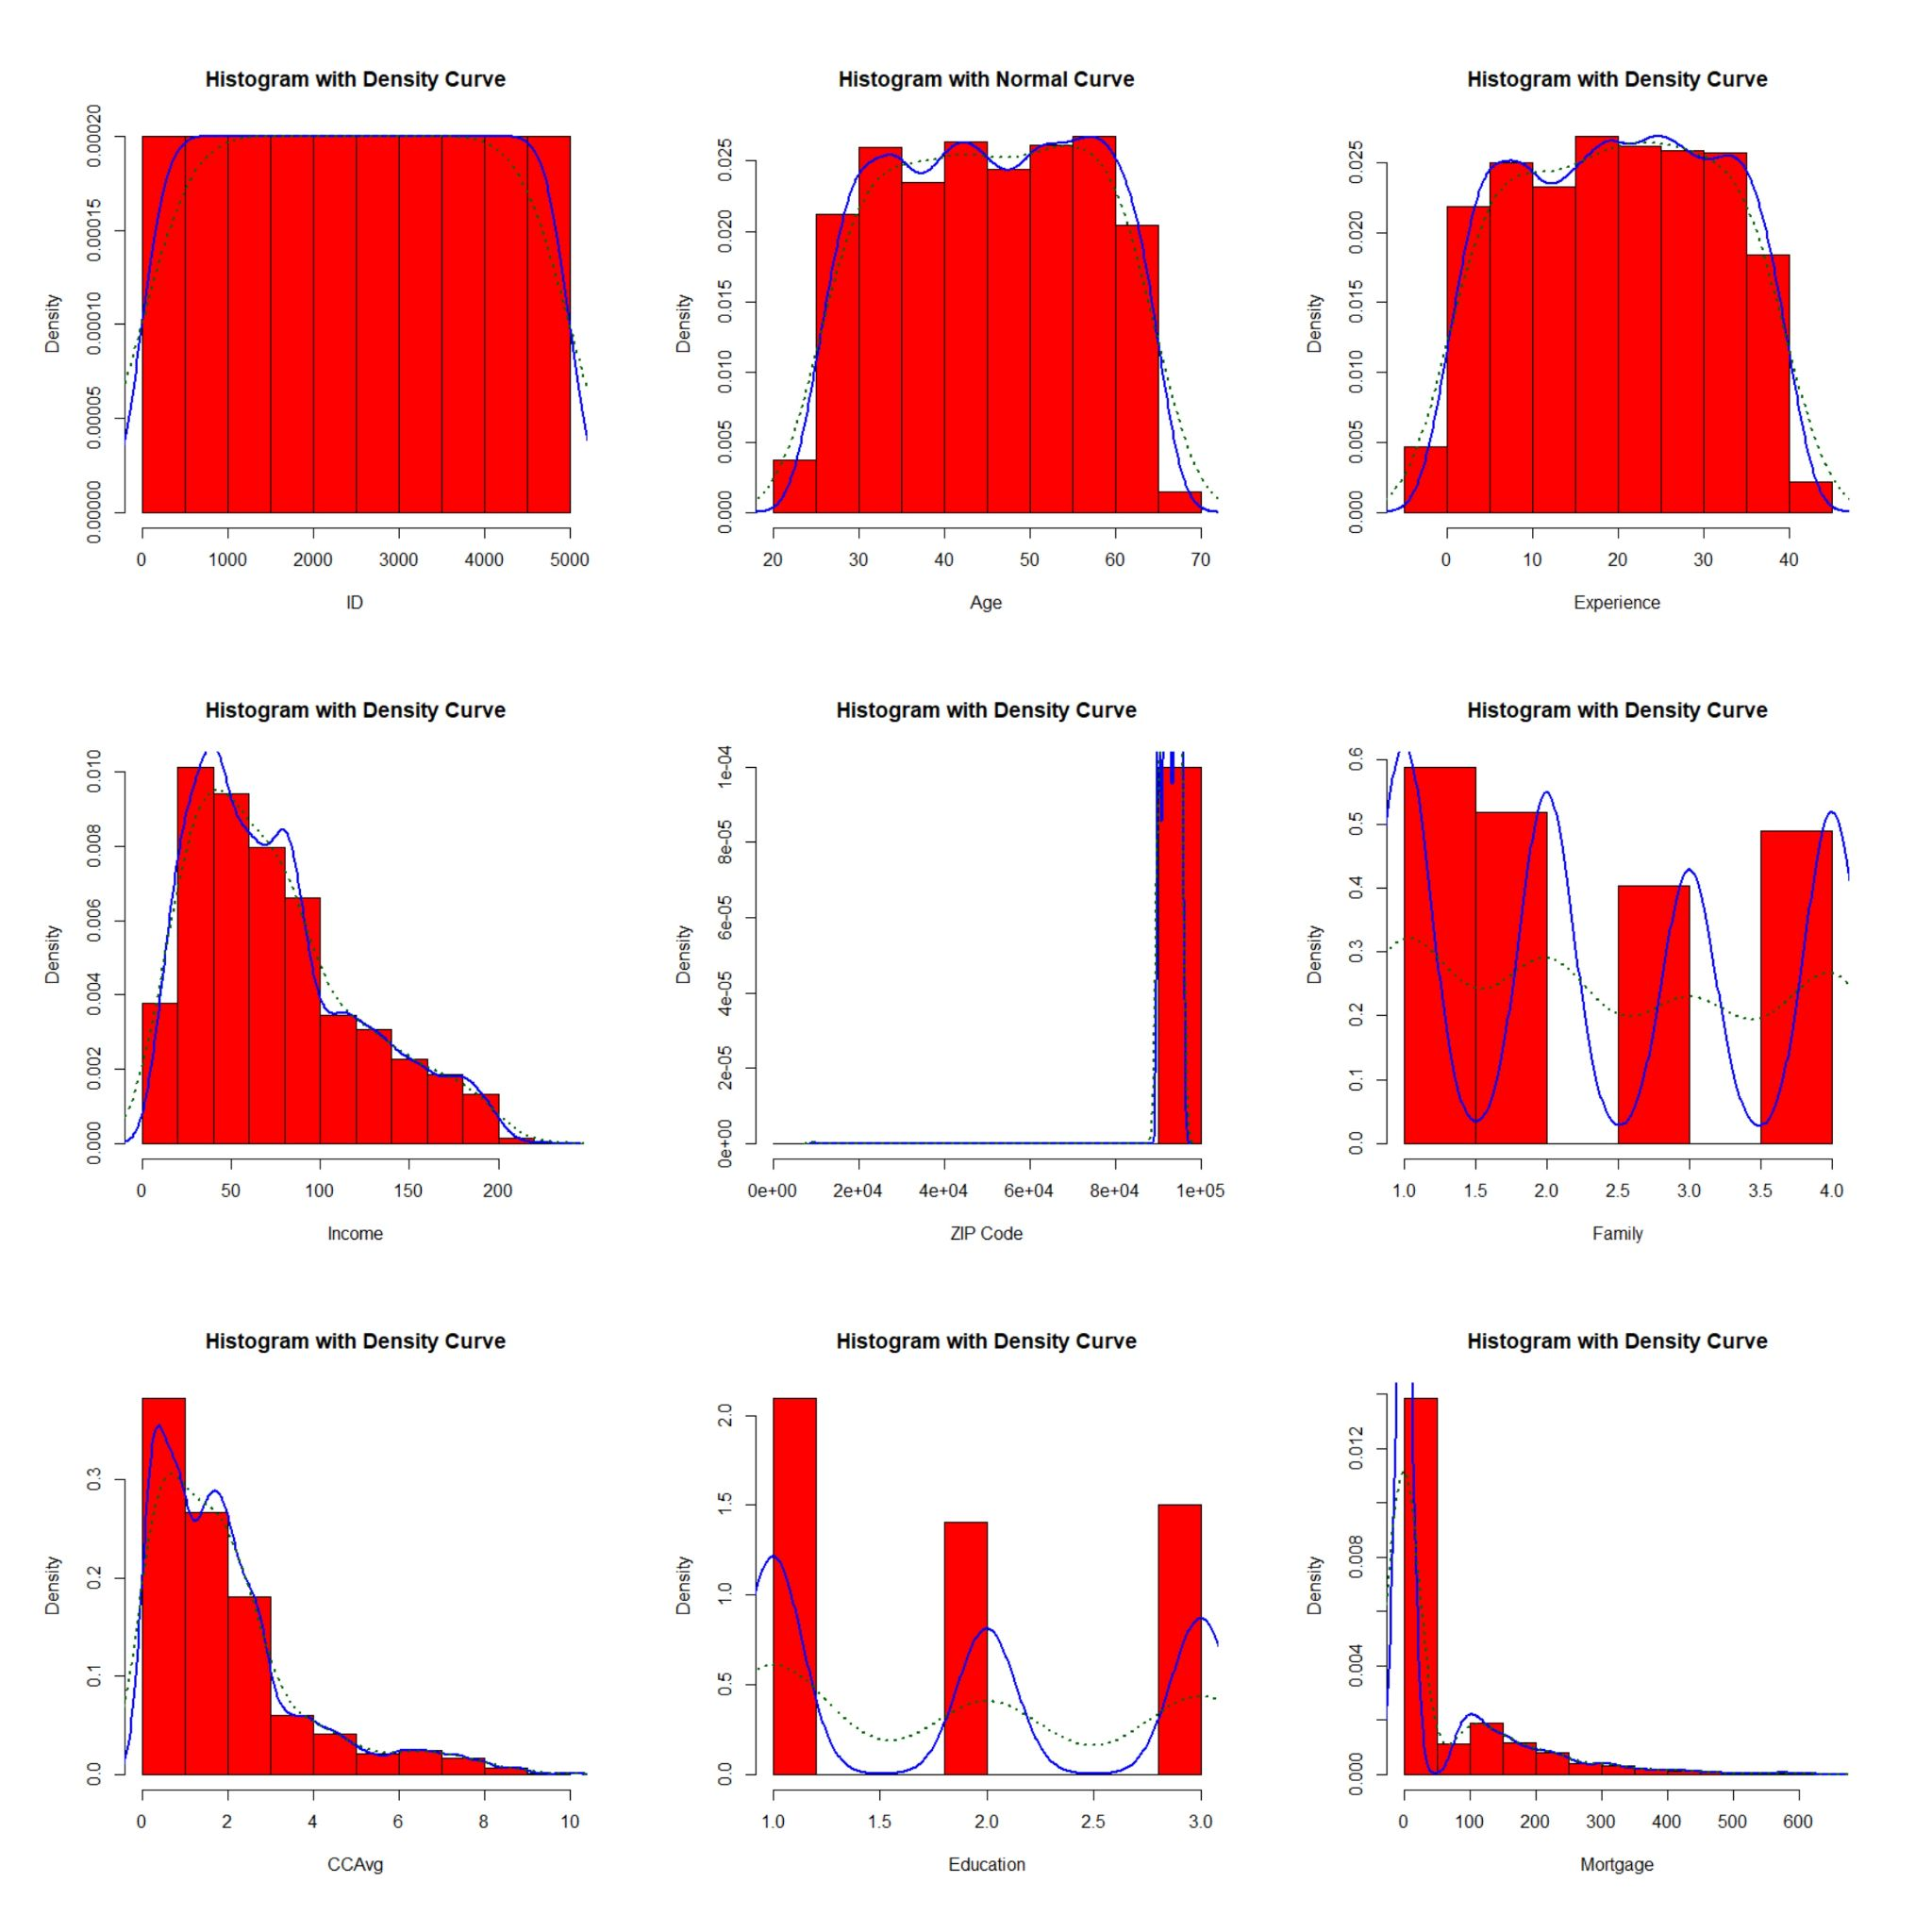 Histogram with Density Curve
Density
0.00000 0.00005 0.00010 0.00015 0.00020
0 1000 2000 3000 4000 5000
ID
Histogram with Normal Curve
Density
0.000 0.005 0.010 0.015 0.020 0.025
20 30 40 50 60 70
Age
Histogram with Density Curve
Density
0.000 0.005 0.010 0.015 0.020 0.025
0 10 20 30 40
Experience
Histogram with Density Curve
Density
0.000 0.002 0.004 0.006 0.008 0.010
0 50 100 150 200
Income
Histogram with Density Curve
Density
0e+00 2e-05 4e-05 6e-05 8e-05 1e-04
0e+00 2e+04 4e+04 6e+04 8e+04 1e+05
ZIP Code
Histogram with Density Curve
Density
0.0 0.1 0.2 0.3 0.4 0.5 0.6
1.0 1.5 2.0 2.5 3.0 3.5 4.0
Family
Histogram with Density Curve
Density
0.0 0.1 0.2 0.3
0 2 4 6 8 10
CCAvg
Histogram with Density Curve
Density
0.0 0.5 1.0 1.5 2.0
1.0 1.5 2.0 2.5 3.0
Education
Histogram with Density Curve
Density
0.000 0.004 0.008 0.012
0 100 200 300 400 500 600
Mortgage